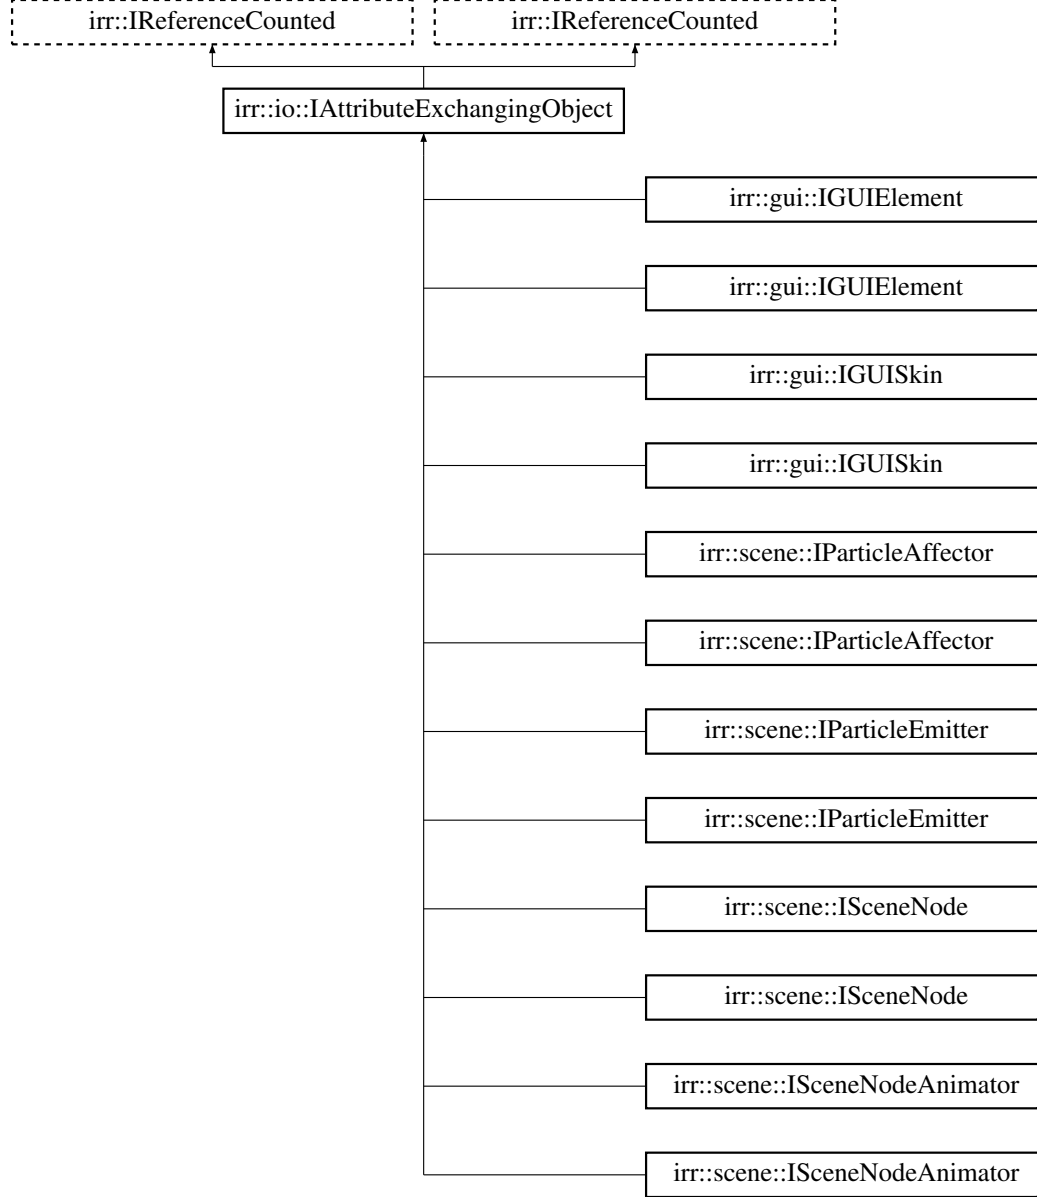 irr::IReferenceCounted
irr::IReferenceCounted
irr::io::IAttributeExchangingObject
irr::gui::IGUIElement
irr::gui::IGUIElement
irr::gui::IGUISkin
irr::gui::IGUISkin
irr::scene::IParticleAffector
irr::scene::IParticleAffector
irr::scene::IParticleEmitter
irr::scene::IParticleEmitter
irr::scene::ISceneNode
irr::scene::ISceneNode
irr::scene::ISceneNodeAnimator
irr::scene::ISceneNodeAnimator